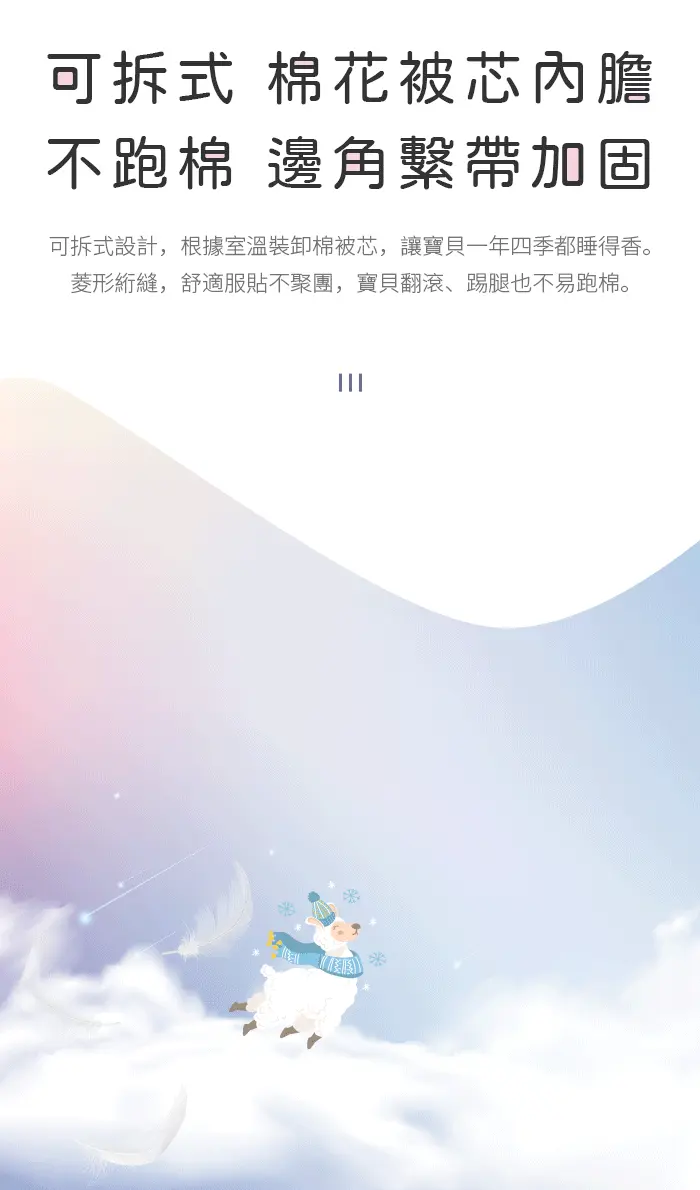 可拆式 棉花被芯內膽
不跑棉 邊角繫帶加固
可拆式設計，根據室溫裝卸棉被芯，讓寶貝一年四季都睡得香。
菱形絎縫，舒適服貼不聚團，寶貝翻滾、踢腿也不易跑棉。